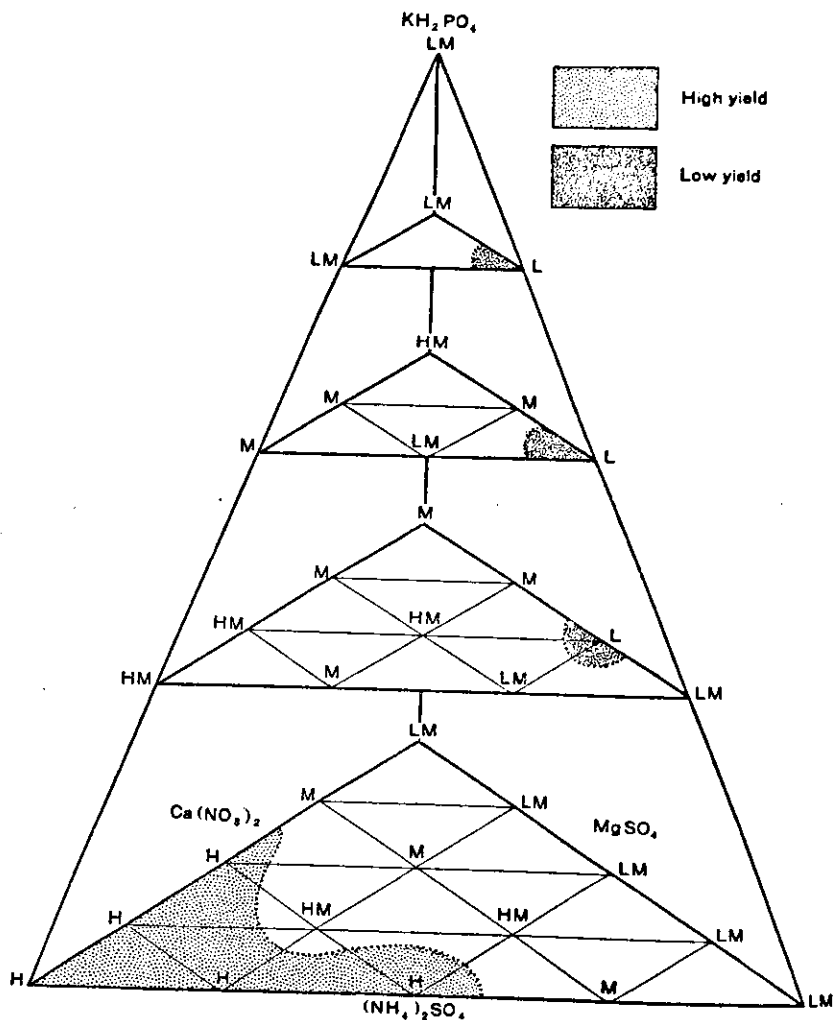 KH₂PO₄
LM
High yield
Low yield
LM
LM L
HM
M M
M LM L
M
M M
HM HM L
HM M LM LM
LM
M LM
Ca(NO₃)₂ MgSO₄
H M LM
H HM HM LM
H H H M LM
(NH₄)₂SO₄